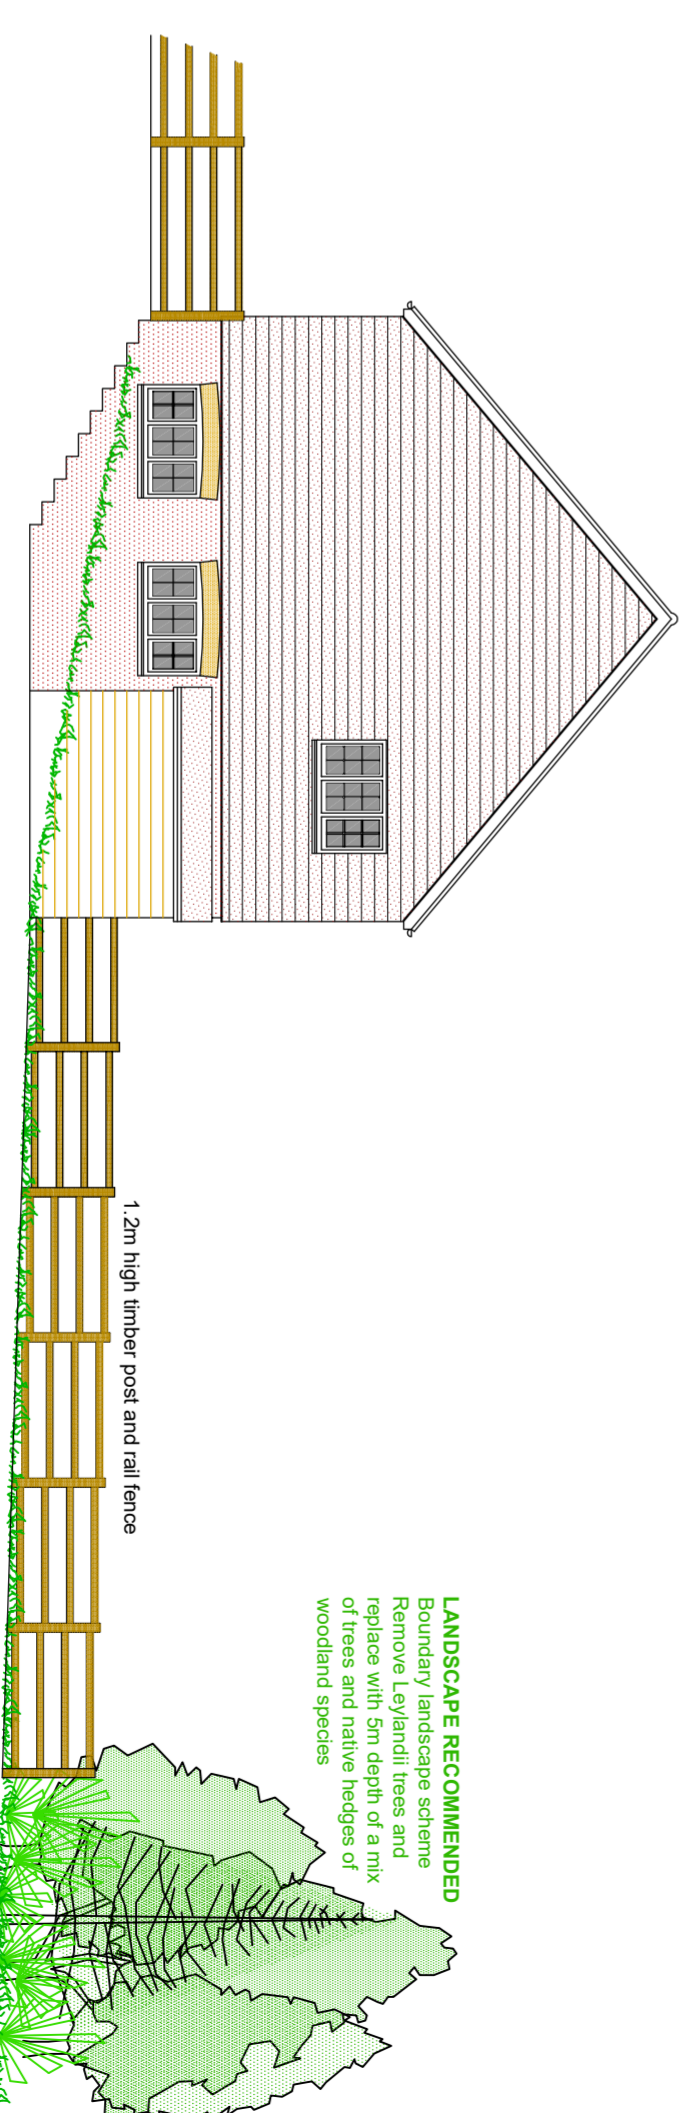 1.2m high timber post and rail fence
LANDSCAPE RECOMMENDED
Boundary landscape scheme
Remove Leylandii trees and
replace with 5m depth of a mix
of trees and native hedges of
woodland species